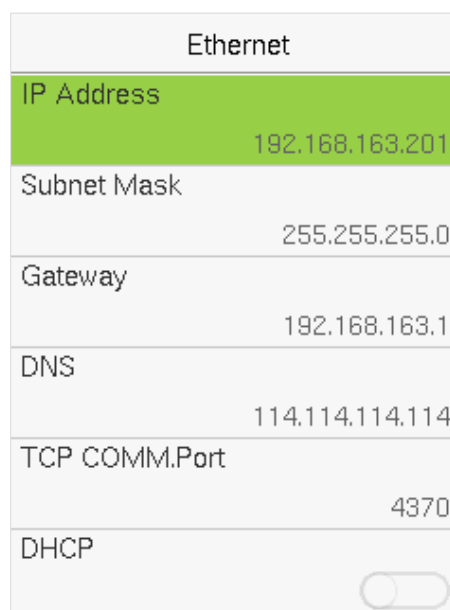 Ethernet
IP Address
192.168.163.201
Subnet Mask
255.255.255.0
Gateway
192.168.163.1
DNS
114.114.114.114
TCP COMM.Port
4370
DHCP